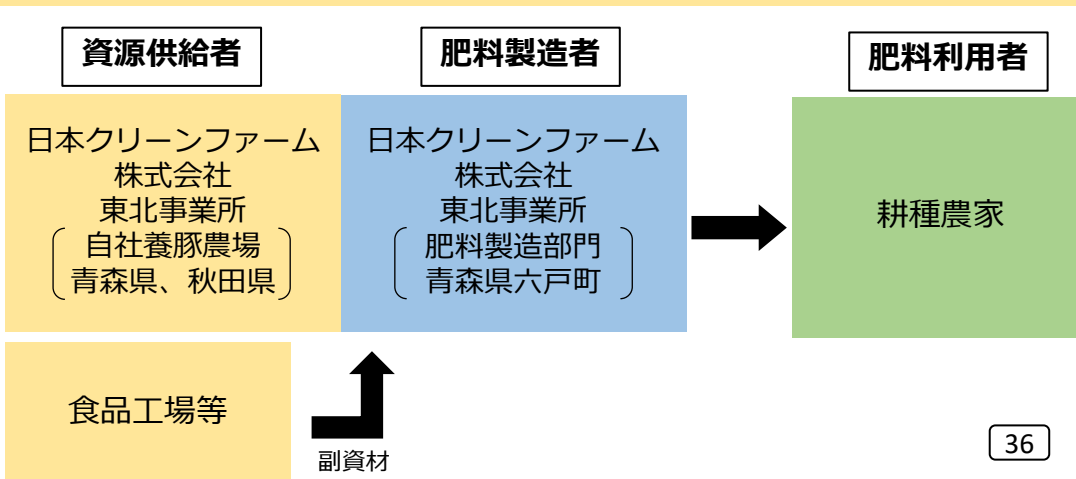 資源供給者
肥料製造者
肥料利用者
日本クリーンファーム
株式会社
東北事業所
自社養豚農場
青森県、秋田県
日本クリーンファーム
株式会社
東北事業所
肥料製造部門
青森県六戸町
耕種農家
食品工場等
副資材
36